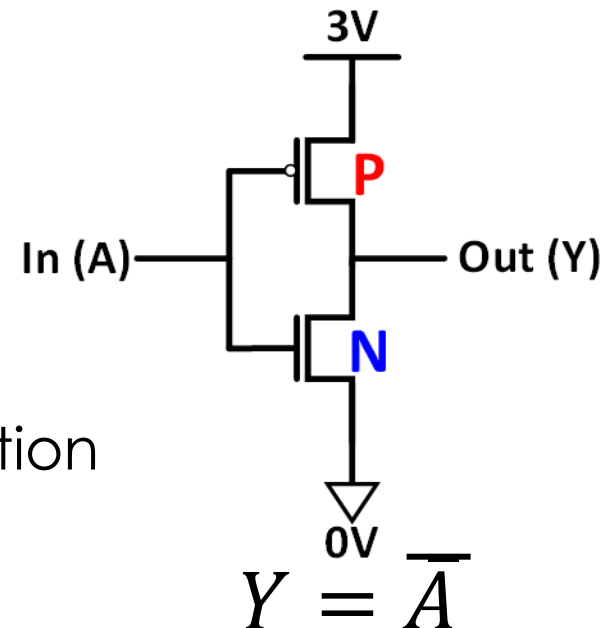 3V
P
In (A)
Out (Y)
N
tion
0V
Y = A̅